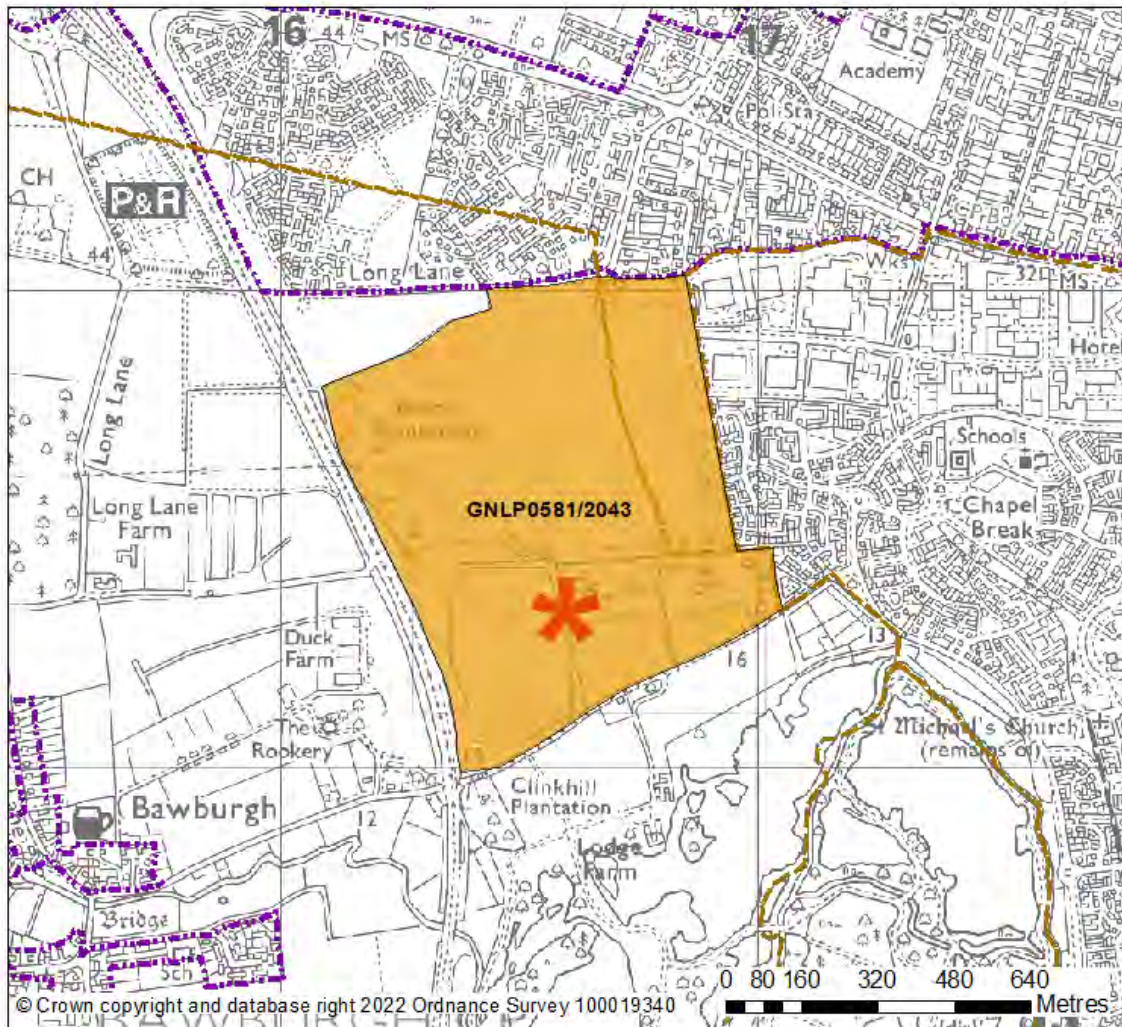 16
44
MS
17
Academy
Pol Sta
CH
P&R
44
Long Lane
Wks
32
MS
Hotel
Long Lane
Schools
GNLP0581/2043
Chapel
Break
Long Lane
Farm
Duck
Farm
16
13
The
Rookery
St Michael's Church
(remains of)
Clinkhill
Plantation
Bawburgh
12
Lodge
Farm
Bridge
Sch
0 80 160 320 480 640
Metres
© Crown copyright and database right 2022 Ordnance Survey 100019340